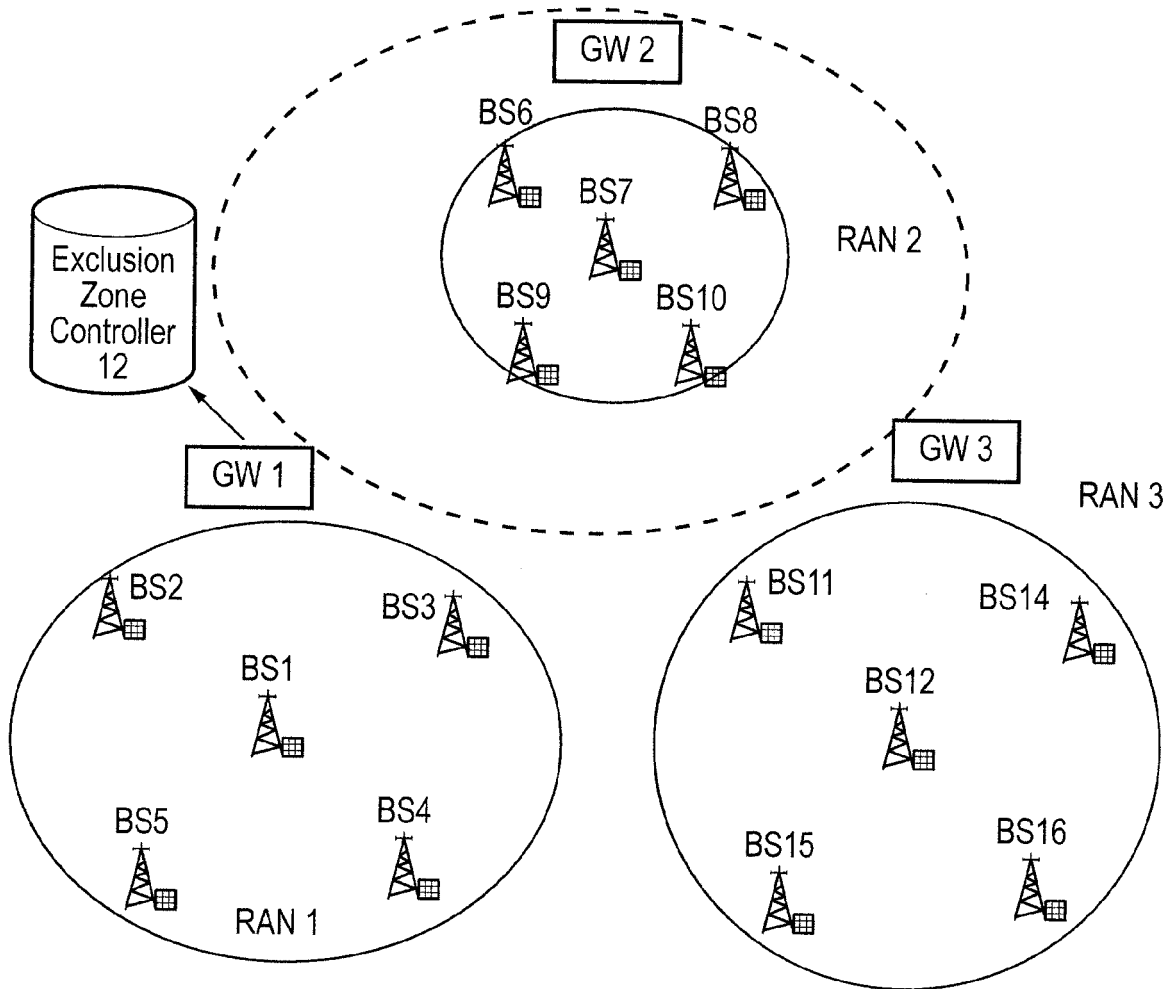 GW 2
BS6
BS8
BS7
RAN 2
Exclusion
Zone
Controller
12
BS9
BS10
GW 1
GW 3
RAN 3
BS2
BS3
BS11
BS14
BS1
BS12
BS5
BS4
BS15
BS16
RAN 1